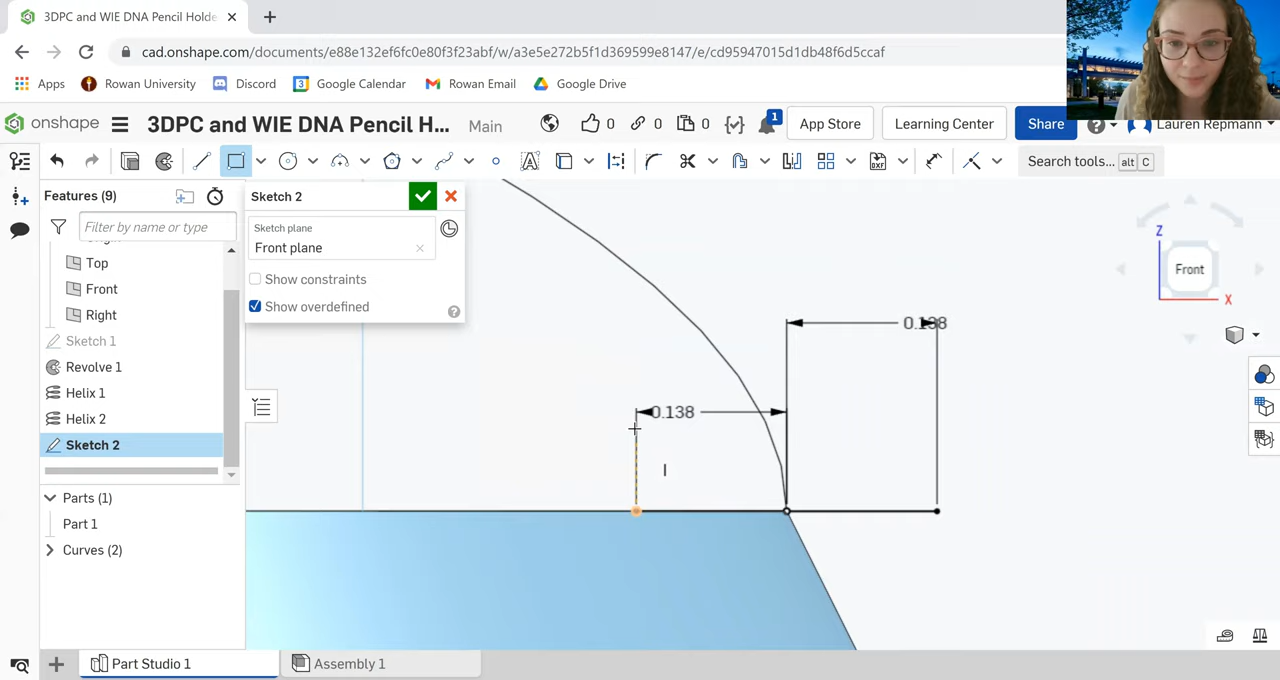 3DPC and WIE DNA Pencil Holde
cad.onshape.com/documents/e88e132ef6fc0e80f3f23abf/w/a3e5e272b5f1d369599e8147/e/cd95947015d1db48f6d5ccaf
Apps Rowan University Discord Google Calendar Rowan Email Google Drive
onshape 3DPC and WIE DNA Pencil H... Main 0 0 0 1 App Store Learning Center Share ? Lauren Repmann
Search tools... alt C
Features (9)
Filter by name or type
Top
Front
Right
Sketch 1
Revolve 1
Helix 1
Helix 2
Sketch 2
Parts (1)
Part 1
Curves (2)
Sketch 2
Sketch plane
Front plane
Show constraints
Show overdefined
0.138
0.138
Z
Front
X
Part Studio 1 Assembly 1